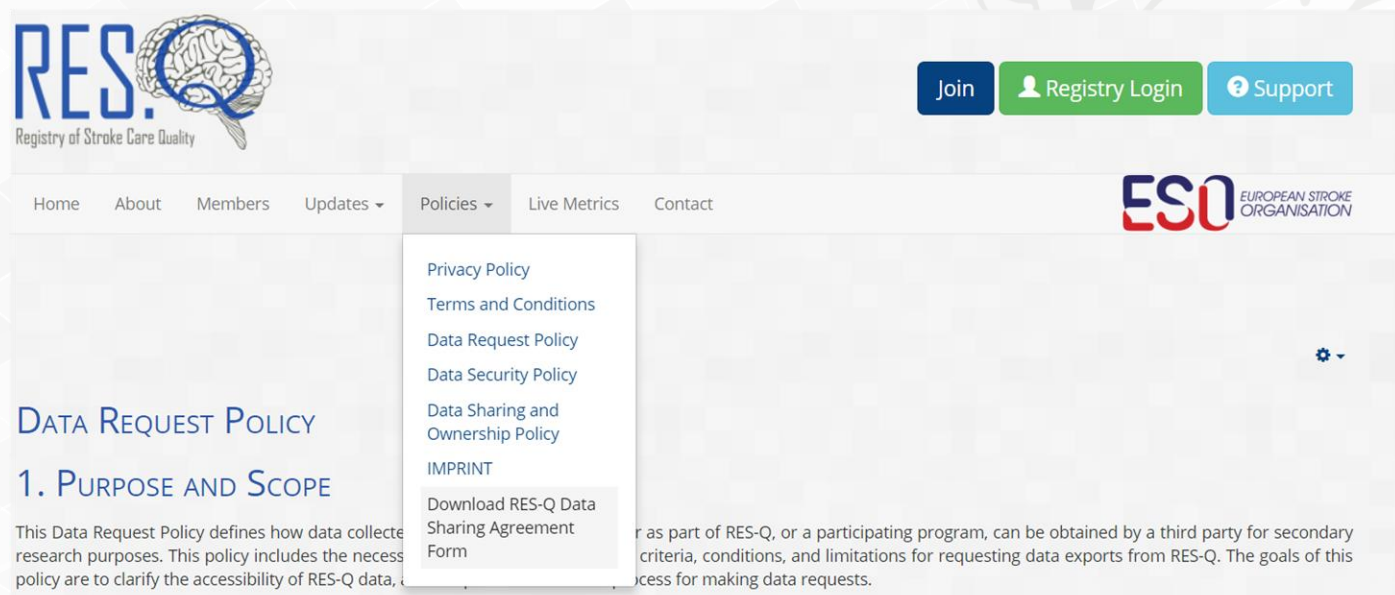 RES.Q
Registry of Stroke Care Quality
Join
Registry Login
Support
Home About Members Updates Policies Live Metrics Contact
ESO EUROPEAN STROKE
ORGANISATION
Privacy Policy
Terms and Conditions
Data Request Policy
Data Security Policy
Data Sharing and
Ownership Policy
IMPRINT
Download RES-Q Data
Sharing Agreement
Form
DATA REQUEST POLICY
1. PURPOSE AND SCOPE
This Data Request Policy defines how data collecte r as part of RES-Q, or a participating program, can be obtained by a third party for secondary
research purposes. This policy includes the necess criteria, conditions, and limitations for requesting data exports from RES-Q. The goals of this
policy are to clarify the accessibility of RES-Q data, ocess for making data requests.